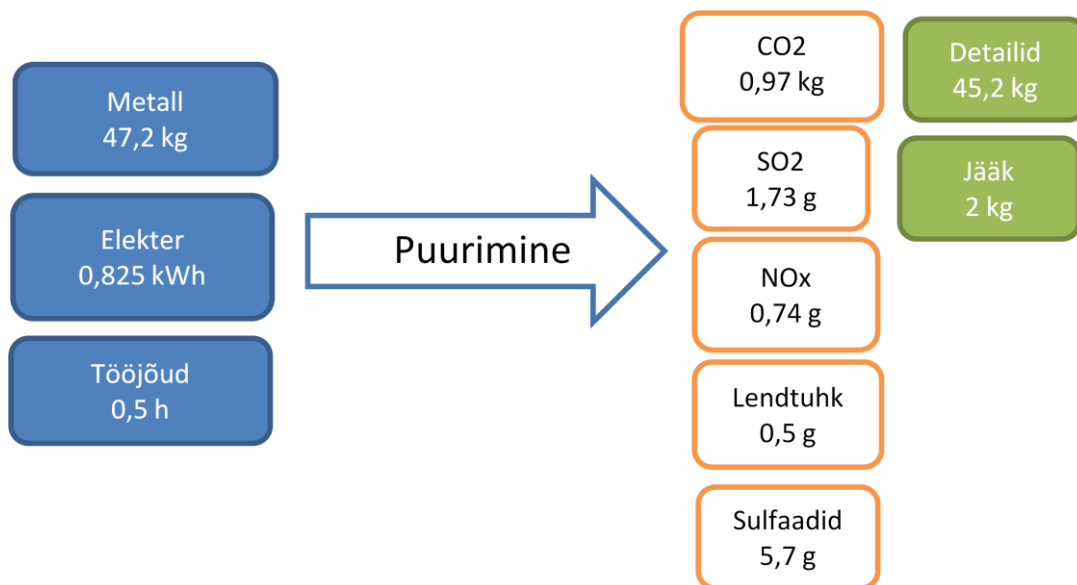 Metall
47,2 kg
Elekter
0,825 kWh
Tööjõud
0,5 h
Puurimine
CO2
0,97 kg
SO2
1,73 g
NOx
0,74 g
Lendtuhk
0,5 g
Sulfaadid
5,7 g
Detailid
45,2 kg
Jääk
2 kg